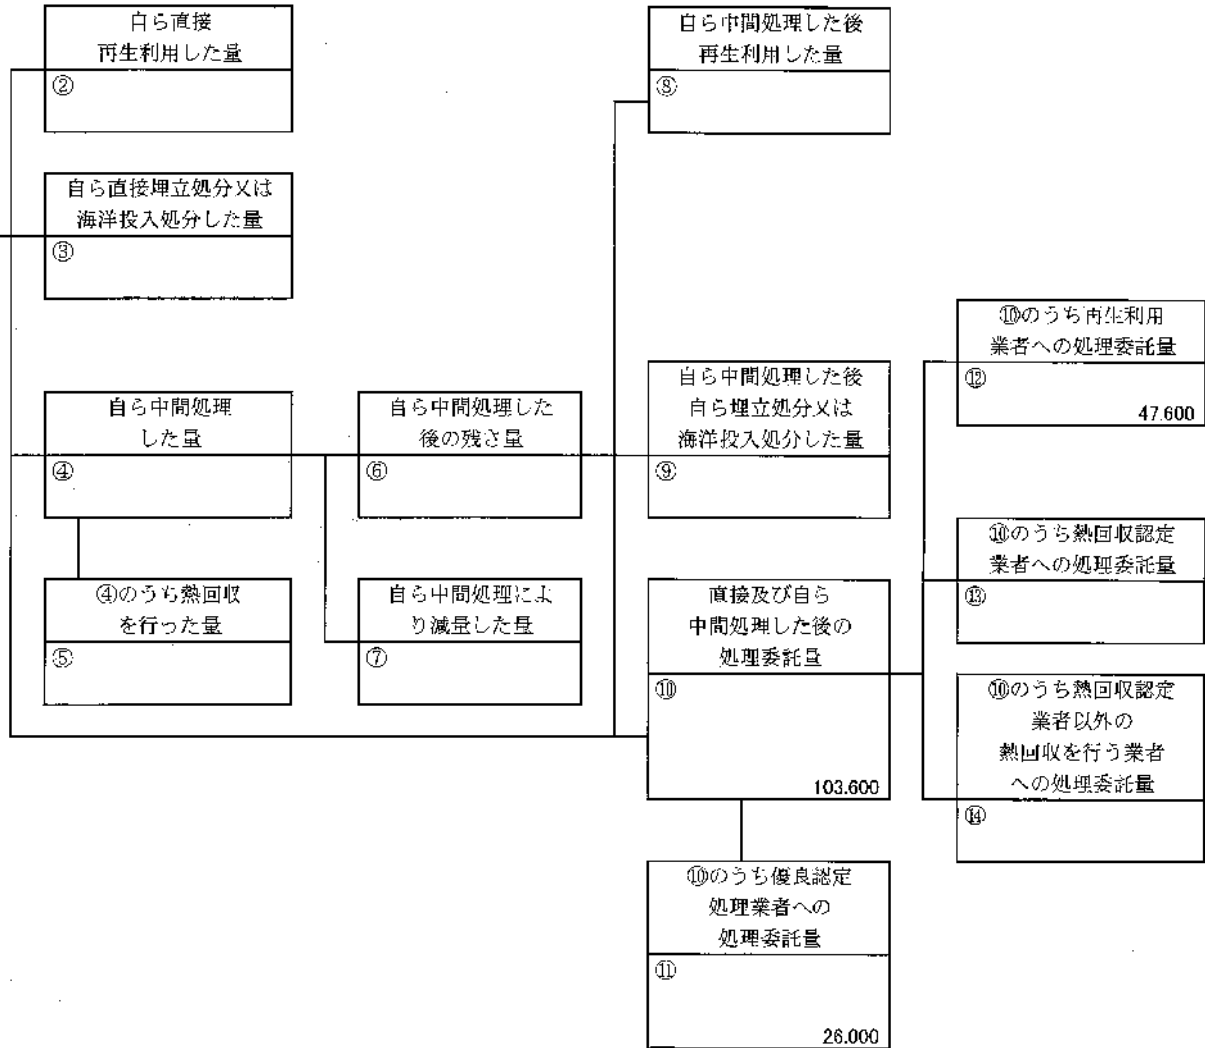 自ら直接
再生利用した量
②
自ら直接埋立処分又は
海洋投入処分した量
③
自ら中間処理
した量
④
④のうち熱回収
を行った量
⑤
自ら中間処理した
後の残さ量
⑥
自ら中間処理によ
り減量した量
⑦
自ら中間処理した後
再生利用した量
⑧
自ら中間処理した後
自ら埋立処分又は
海洋投入処分した量
⑨
直接及び自ら
中間処理した後の
処理委託量
⑩
103.600
⑩のうち優良認定
処理業者への
処理委託量
⑪
26.000
⑩のうち再生利用
業者への処理委託量
⑫
47.600
⑩のうち熱回収認定
業者への処理委託量
⑬
⑩のうち熱回収認定
業者以外の
熱回収を行う業者
への処理委託量
⑭